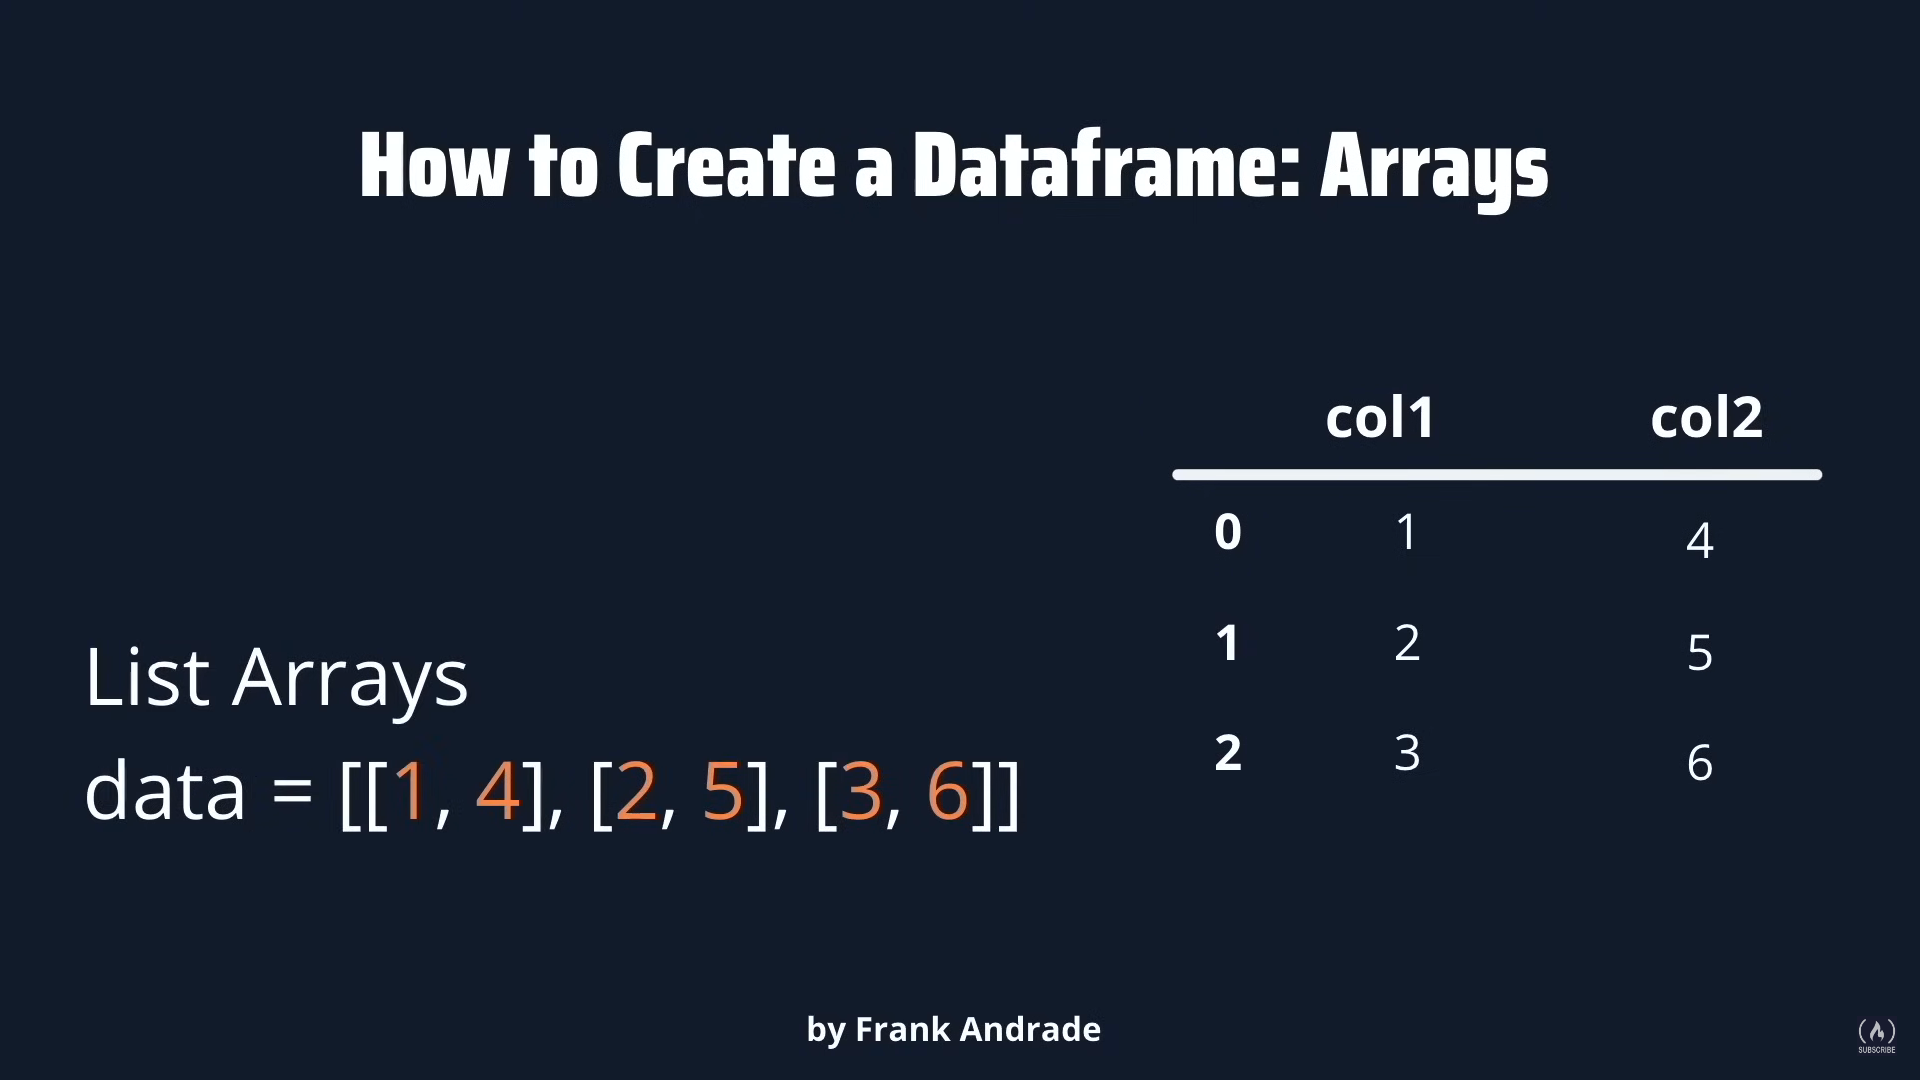 How to Create a Dataframe: Arrays
List Arrays
data = [[1, 4], [2, 5], [3, 6]]
col1 col2
0 1 4
1 2 5
2 3 6
by Frank Andrade
SUBSCRIBE